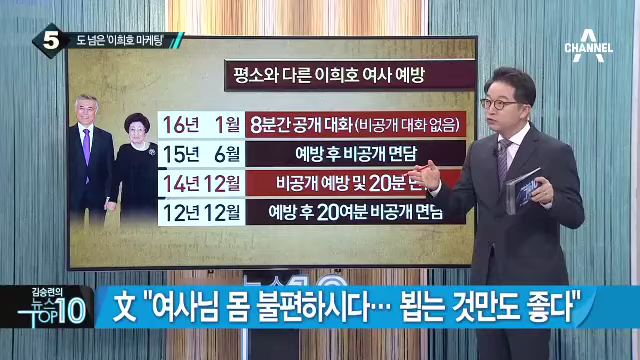 5 도 넘은 '이희호 마케팅'
CHANNEL A
평소와 다른 이희호 여사 예방
16년 1월 8분간 공개 대화 (비공개 대화 없음)
15년 6월 예방 후 비공개 면담
14년 12월 비공개 예방 및 20분 면
12년 12월 예방 후 20여분 비공개 면담
김승련의
뉴스
TOP10
文 "여사님 몸 불편하시다… 뵙는 것만도 좋다"